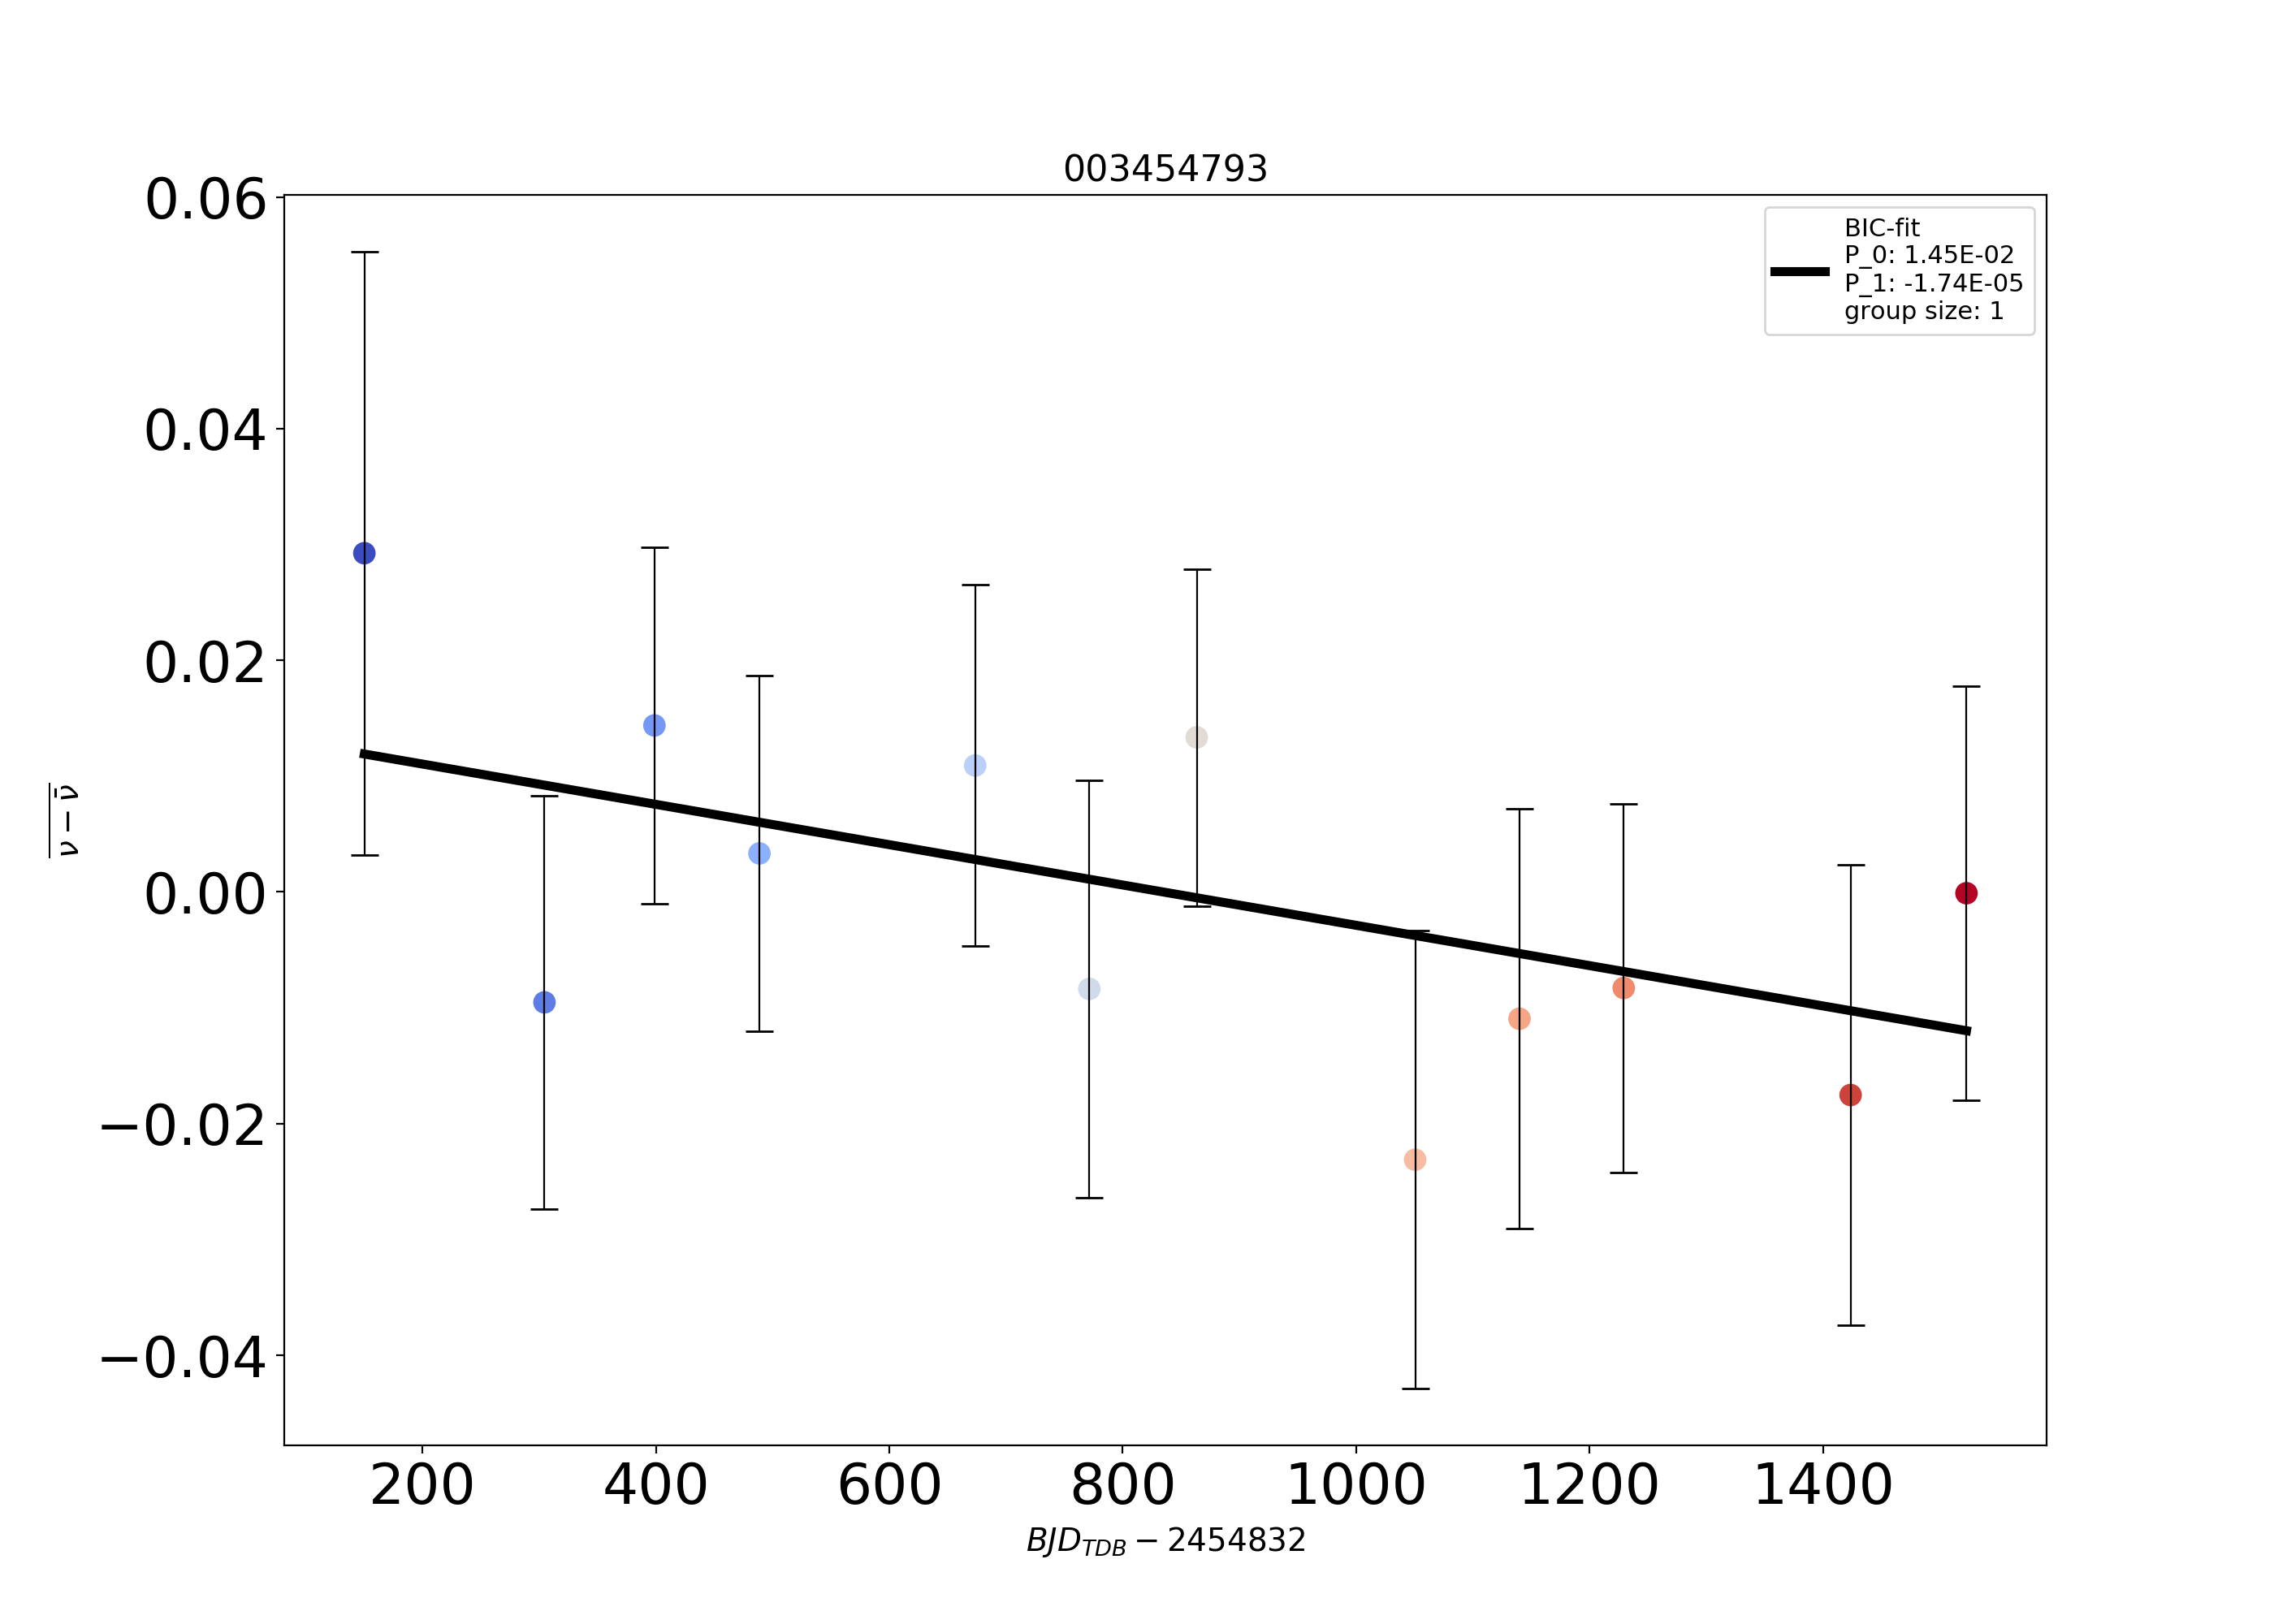 003454793
0.06
0.04
0.02
0.00
−0.02
−0.04
200 400 600 800 1000 1200 1400
BJD_TDB − 2454832
ν − ν̄
BIC-fit
P_0: 1.45E-02
P_1: -1.74E-05
group size: 1